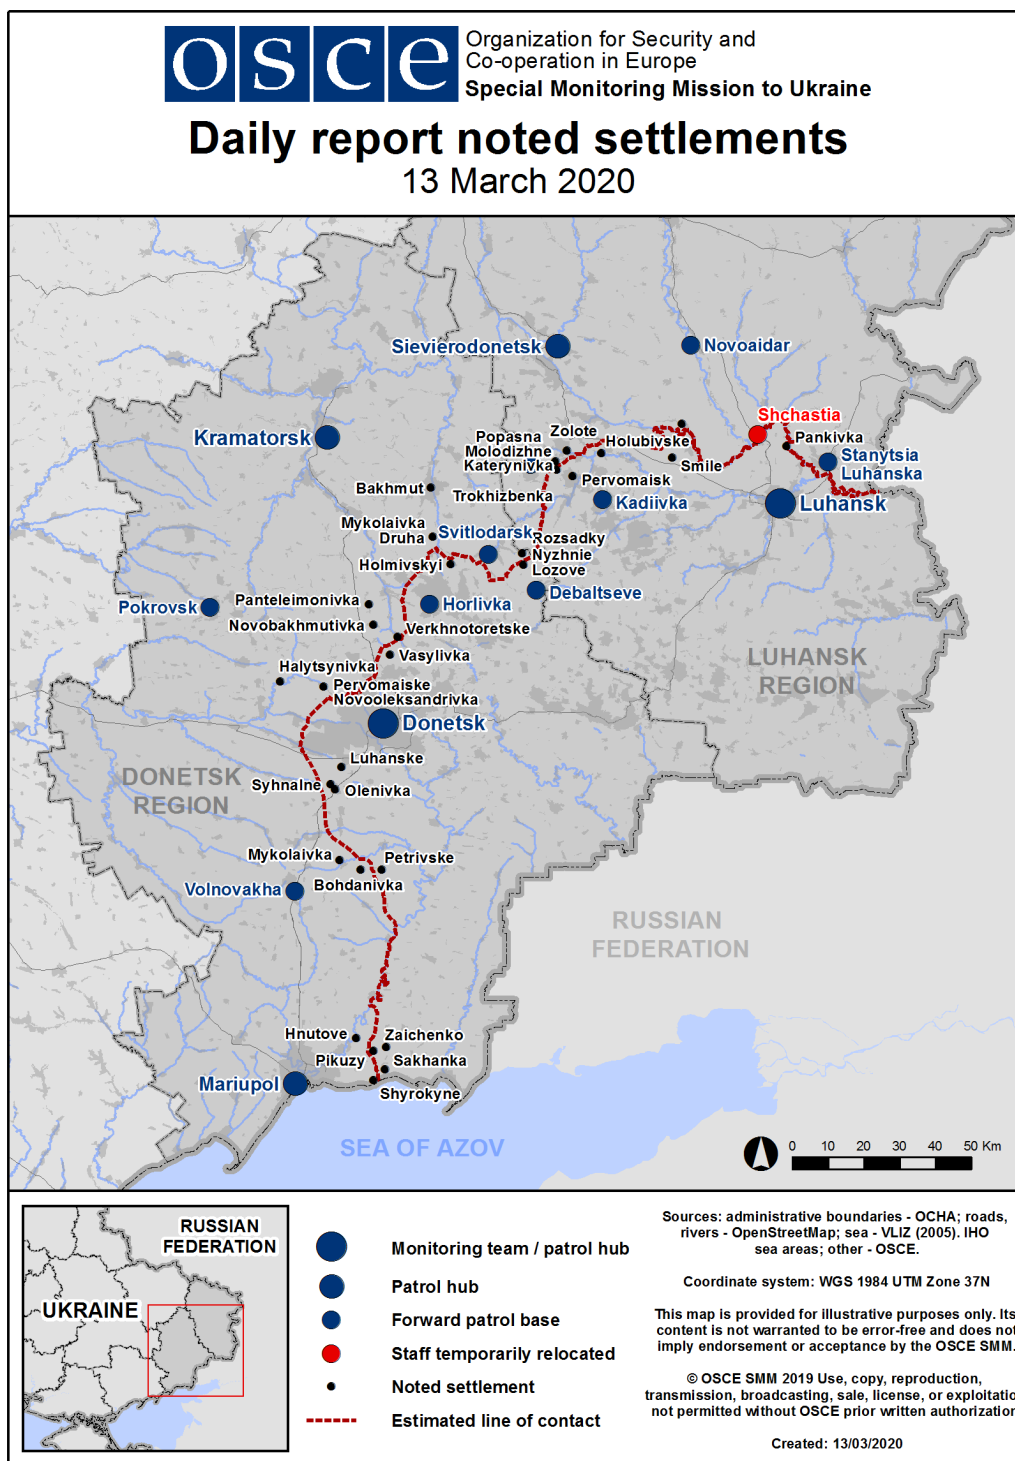 osce
Organization for Security and
Co-operation in Europe
Special Monitoring Mission to Ukraine
Daily report noted settlements
13 March 2020
Sievierodonetsk
Novoaidar
Shchastia
Kramatorsk
Popasna
Zolote
Holubivske
Pankivka
Molodizhne
Katerynivka
Smile
Stanytsia
Luhanska
Pervomaisk
Bakhmut
Trokhizbenka
Kadiivka
Luhansk
Mykolaivka
Druha
Svitlodarsk
Rozsadky
Nyzhnie
Lozove
Holmivskyi
Debaltseve
Panteleimonivka
Pokrovsk
Horlivka
Novobakhmutivka
Verkhnotoretske
Vasylivka
LUHANSK
REGION
Halytsynivka
Pervomaiske
Novooleksandrivka
Donetsk
Luhanske
DONETSK
REGION
Syhnalne
Olenivka
Mykolaivka
Petrivske
Bohdanivka
Volnovakha
RUSSIAN
FEDERATION
Hnutove
Zaichenko
Pikuzy
Sakhanka
Mariupol
Shyrokyne
SEA OF AZOV
0 10 20 30 40 50 Km
RUSSIAN
FEDERATION
UKRAINE
Monitoring team / patrol hub
Patrol hub
Forward patrol base
Staff temporarily relocated
Noted settlement
Estimated line of contact
Sources: administrative boundaries - OCHA; roads,
rivers - OpenStreetMap; sea - VLIZ (2005). IHO
sea areas; other - OSCE.
Coordinate system: WGS 1984 UTM Zone 37N
This map is provided for illustrative purposes only. Its
content is not warranted to be error-free and does not
imply endorsement or acceptance by the OSCE SMM.
© OSCE SMM 2019 Use, copy, reproduction,
transmission, broadcasting, sale, license, or exploitatio
not permitted without OSCE prior written authorization
Created: 13/03/2020